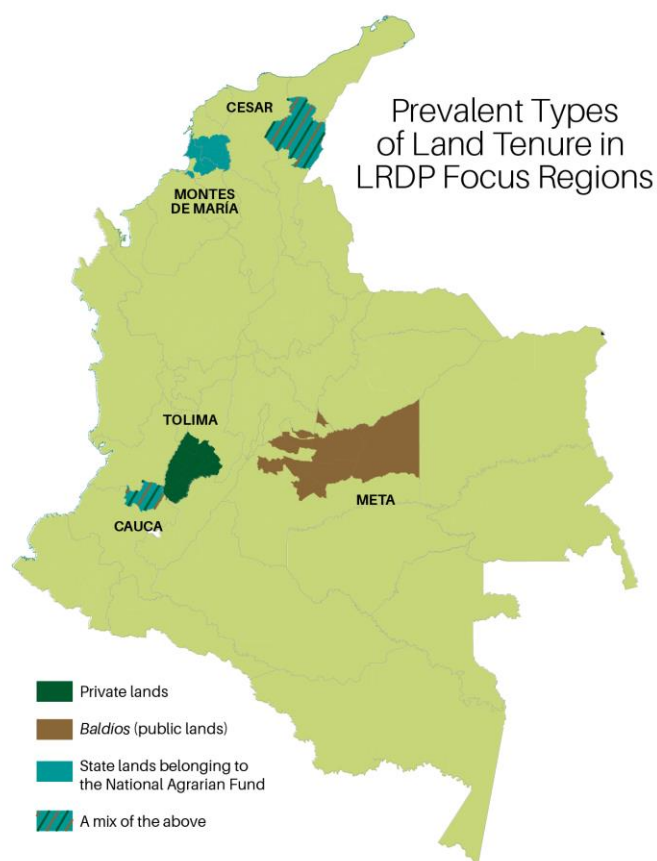 Prevalent Types
of Land Tenure in
LRDP Focus Regions
CESAR
MONTES
DE MARÍA
TOLIMA
META
CAUCA
Private lands
Baldíos (public lands)
State lands belonging to
the National Agrarian Fund
A mix of the above